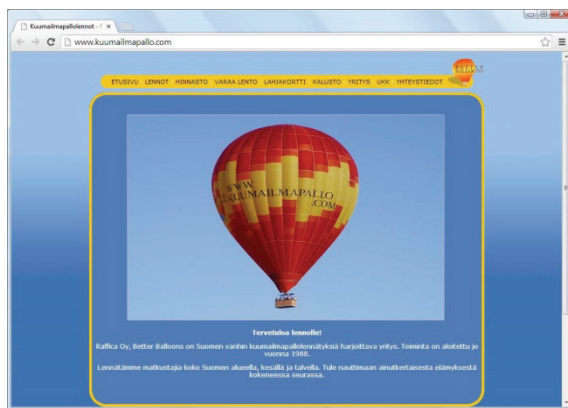 Kuumailmapallolennot - 
www.kuumailmapallo.com
ETUSIVU LENNOT HINNASTO VARAA LENTO LAHJAKORTTI KALUSTO YRITYS UKK YHTEYSTIEDOT
WWW
.KUUMAILMAPALLO
.COM
Tervetuloa lennolle!
Raffica Oy, Better Balloons on Suomen vanhin kuumailmapallolennätyksiä harjoittava yritys. Toiminta on aloitettu jo
vuonna 1988.
Lennätämme matkustajia koko Suomen alueella, kesällä ja talvella. Tule nauttimaan ainutkertaisesta elämyksestä
kokeneessa seurassa.